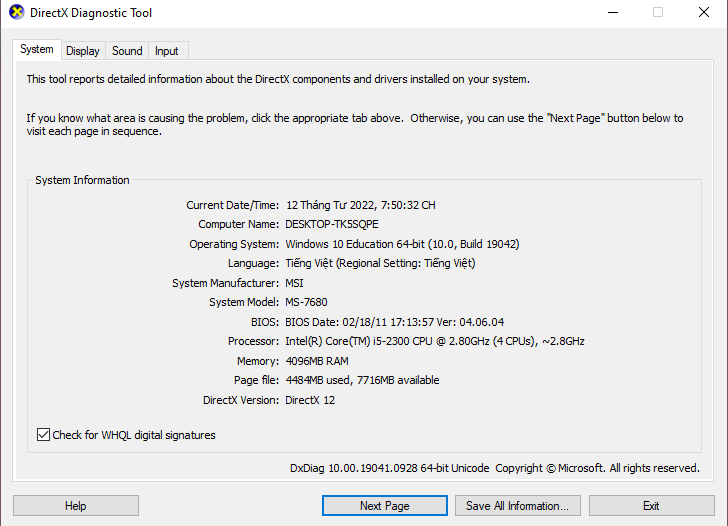 DirectX Diagnostic Tool
System Display Sound Input
This tool reports detailed information about the DirectX components and drivers installed on your system.
If you know what area is causing the problem, click the appropriate tab above.  Otherwise, you can use the "Next Page" button below to
visit each page in sequence.
System Information
Current Date/Time: 12 Tháng Tư 2022, 7:50:32 CH
Computer Name: DESKTOP-TK5SQPE
Operating System: Windows 10 Education 64-bit (10.0, Build 19042)
Language: Tiếng Việt (Regional Setting: Tiếng Việt)
System Manufacturer: MSI
System Model: MS-7680
BIOS: BIOS Date: 02/18/11 17:13:57 Ver: 04.06.04
Processor: Intel(R) Core(TM) i5-2300 CPU @ 2.80GHz (4 CPUs), ~2.8GHz
Memory: 4096MB RAM
Page file: 4484MB used, 7716MB available
DirectX Version: DirectX 12
Check for WHQL digital signatures
DxDiag 10.00.19041.0928 64-bit Unicode  Copyright © Microsoft. All rights reserved.
Help Next Page Save All Information... Exit